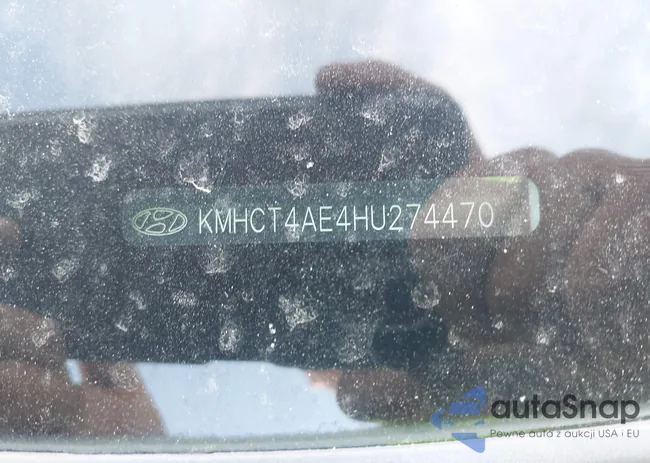 KMHCT4AE4HU274470
autaSnap
Pewne auta z aukcji USA i EU